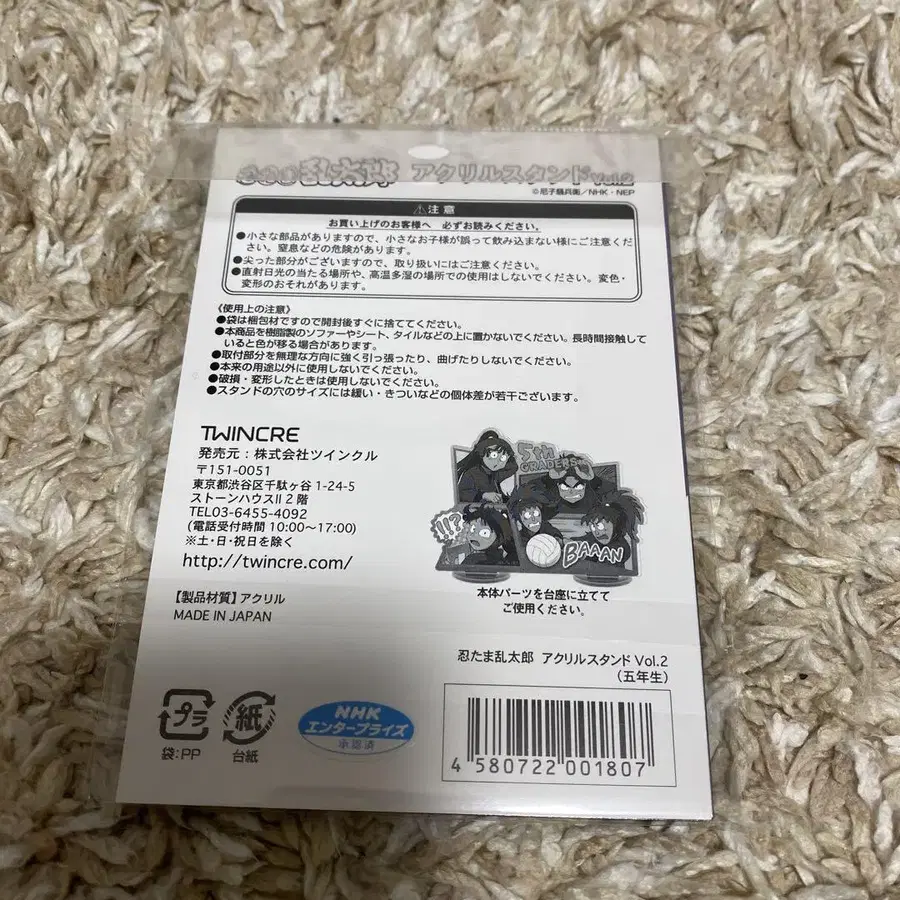 忍たま乱太郎 アクリルスタンド Vol.2
©尼子騒兵衛／NHK・NEP
⚠注意
お買い上げのお客様へ 必ずお読みください。
●小さな部品がありますので、小さなお子様が誤って飲み込まない様にご注意くだ
さい。窒息などの危険があります。
●尖った部分がございますので、取り扱いにはご注意ください。
●直射日光の当たる場所や、高温多湿の場所での使用はしないでください。変色・
変形のおそれがあります。
《使用上の注意》
●袋は梱包材ですので開封後すぐに捨ててください。
●本商品を樹脂製のソファーやシート、タイルなどの上に置かないでください。長時間接触して
いると色が移る場合があります。
●取付部分を無理な方向に強く引っ張ったり、曲げたりしないでください。
●本来の用途以外に使用しないでください。
●破損・変形したときは使用しないでください。
●スタンドの穴のサイズには緩い・きついなどの個体差が若干ございます。
TWINCRE
発売元：株式会社ツインクル
〒151-0051
東京都渋谷区千駄ヶ谷 1-24-5
ストーンハウスII 2階
TEL03-6455-4092
(電話受付時間 10:00～17:00)
※土・日・祝日を除く
http://twincre.com/
【製品材質】アクリル
MADE IN JAPAN
5th
GRADERS
!!?
BAAAN
本体パーツを台座に立てて
ご使用ください。
忍たま乱太郎 アクリルスタンド Vol.2
（五年生）
プラ
袋：PP
紙
台紙
NHK
エンタープライズ
承認済
4 580722 001807